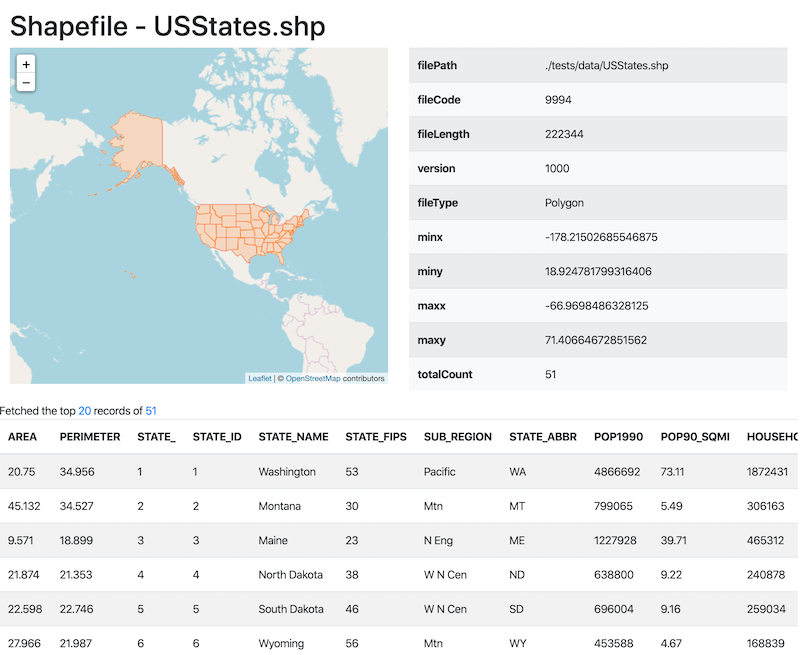 Shapefile - USStates.shp
+
−
Leaflet | © OpenStreetMap contributors
filePath ./tests/data/USStates.shp
fileCode 9994
fileLength 222344
version 1000
fileType Polygon
minx -178.21502685546875
miny 18.924781799316406
maxx -66.9698486328125
maxy 71.40664672851562
totalCount 51
Fetched the top 20 records of 51
AREA PERIMETER STATE_ STATE_ID STATE_NAME STATE_FIPS SUB_REGION STATE_ABBR POP1990 POP90_SQMI HOUSEHO
20.75 34.956 1 1 Washington 53 Pacific WA 4866692 73.11 1872431
45.132 34.527 2 2 Montana 30 Mtn MT 799065 5.49 306163
9.571 18.899 3 3 Maine 23 N Eng ME 1227928 39.71 465312
21.874 21.353 4 4 North Dakota 38 W N Cen ND 638800 9.22 240878
22.598 22.746 5 5 South Dakota 46 W N Cen SD 696004 9.16 259034
27.966 21.987 6 6 Wyoming 56 Mtn WY 453588 4.67 168839